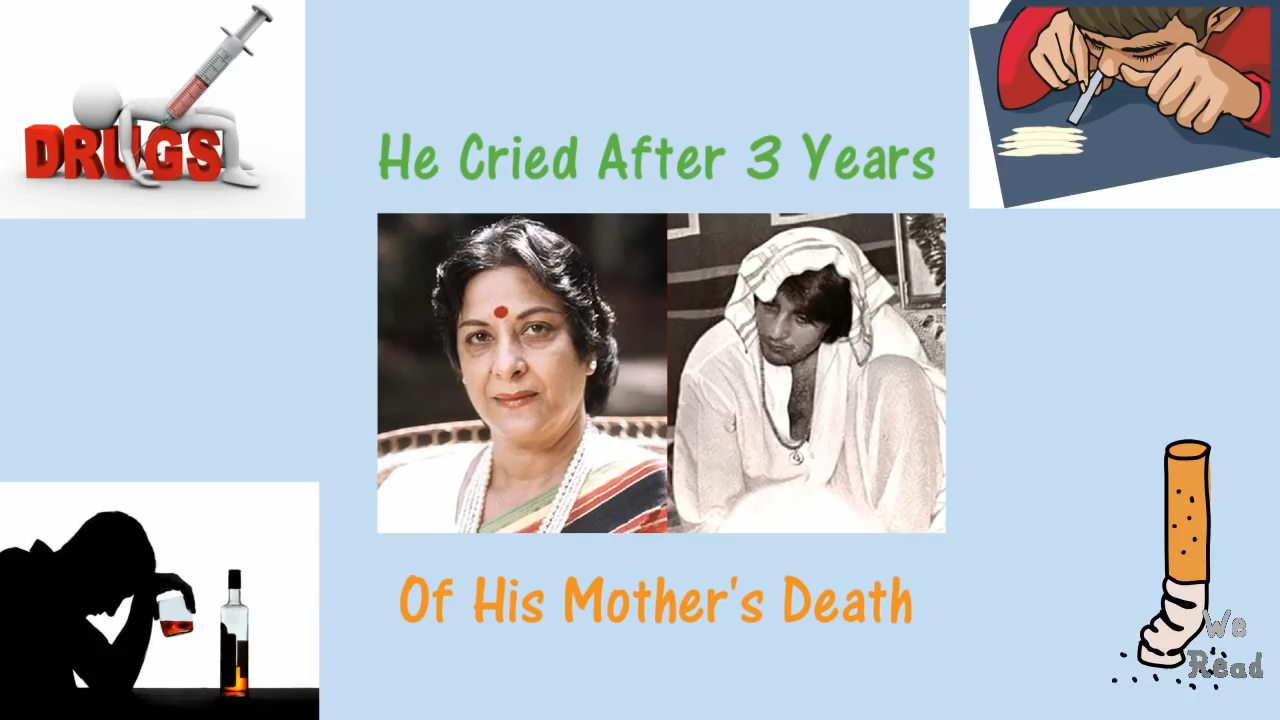 DRUGS
He Cried After 3 Years
Of His Mother's Death
We
Read